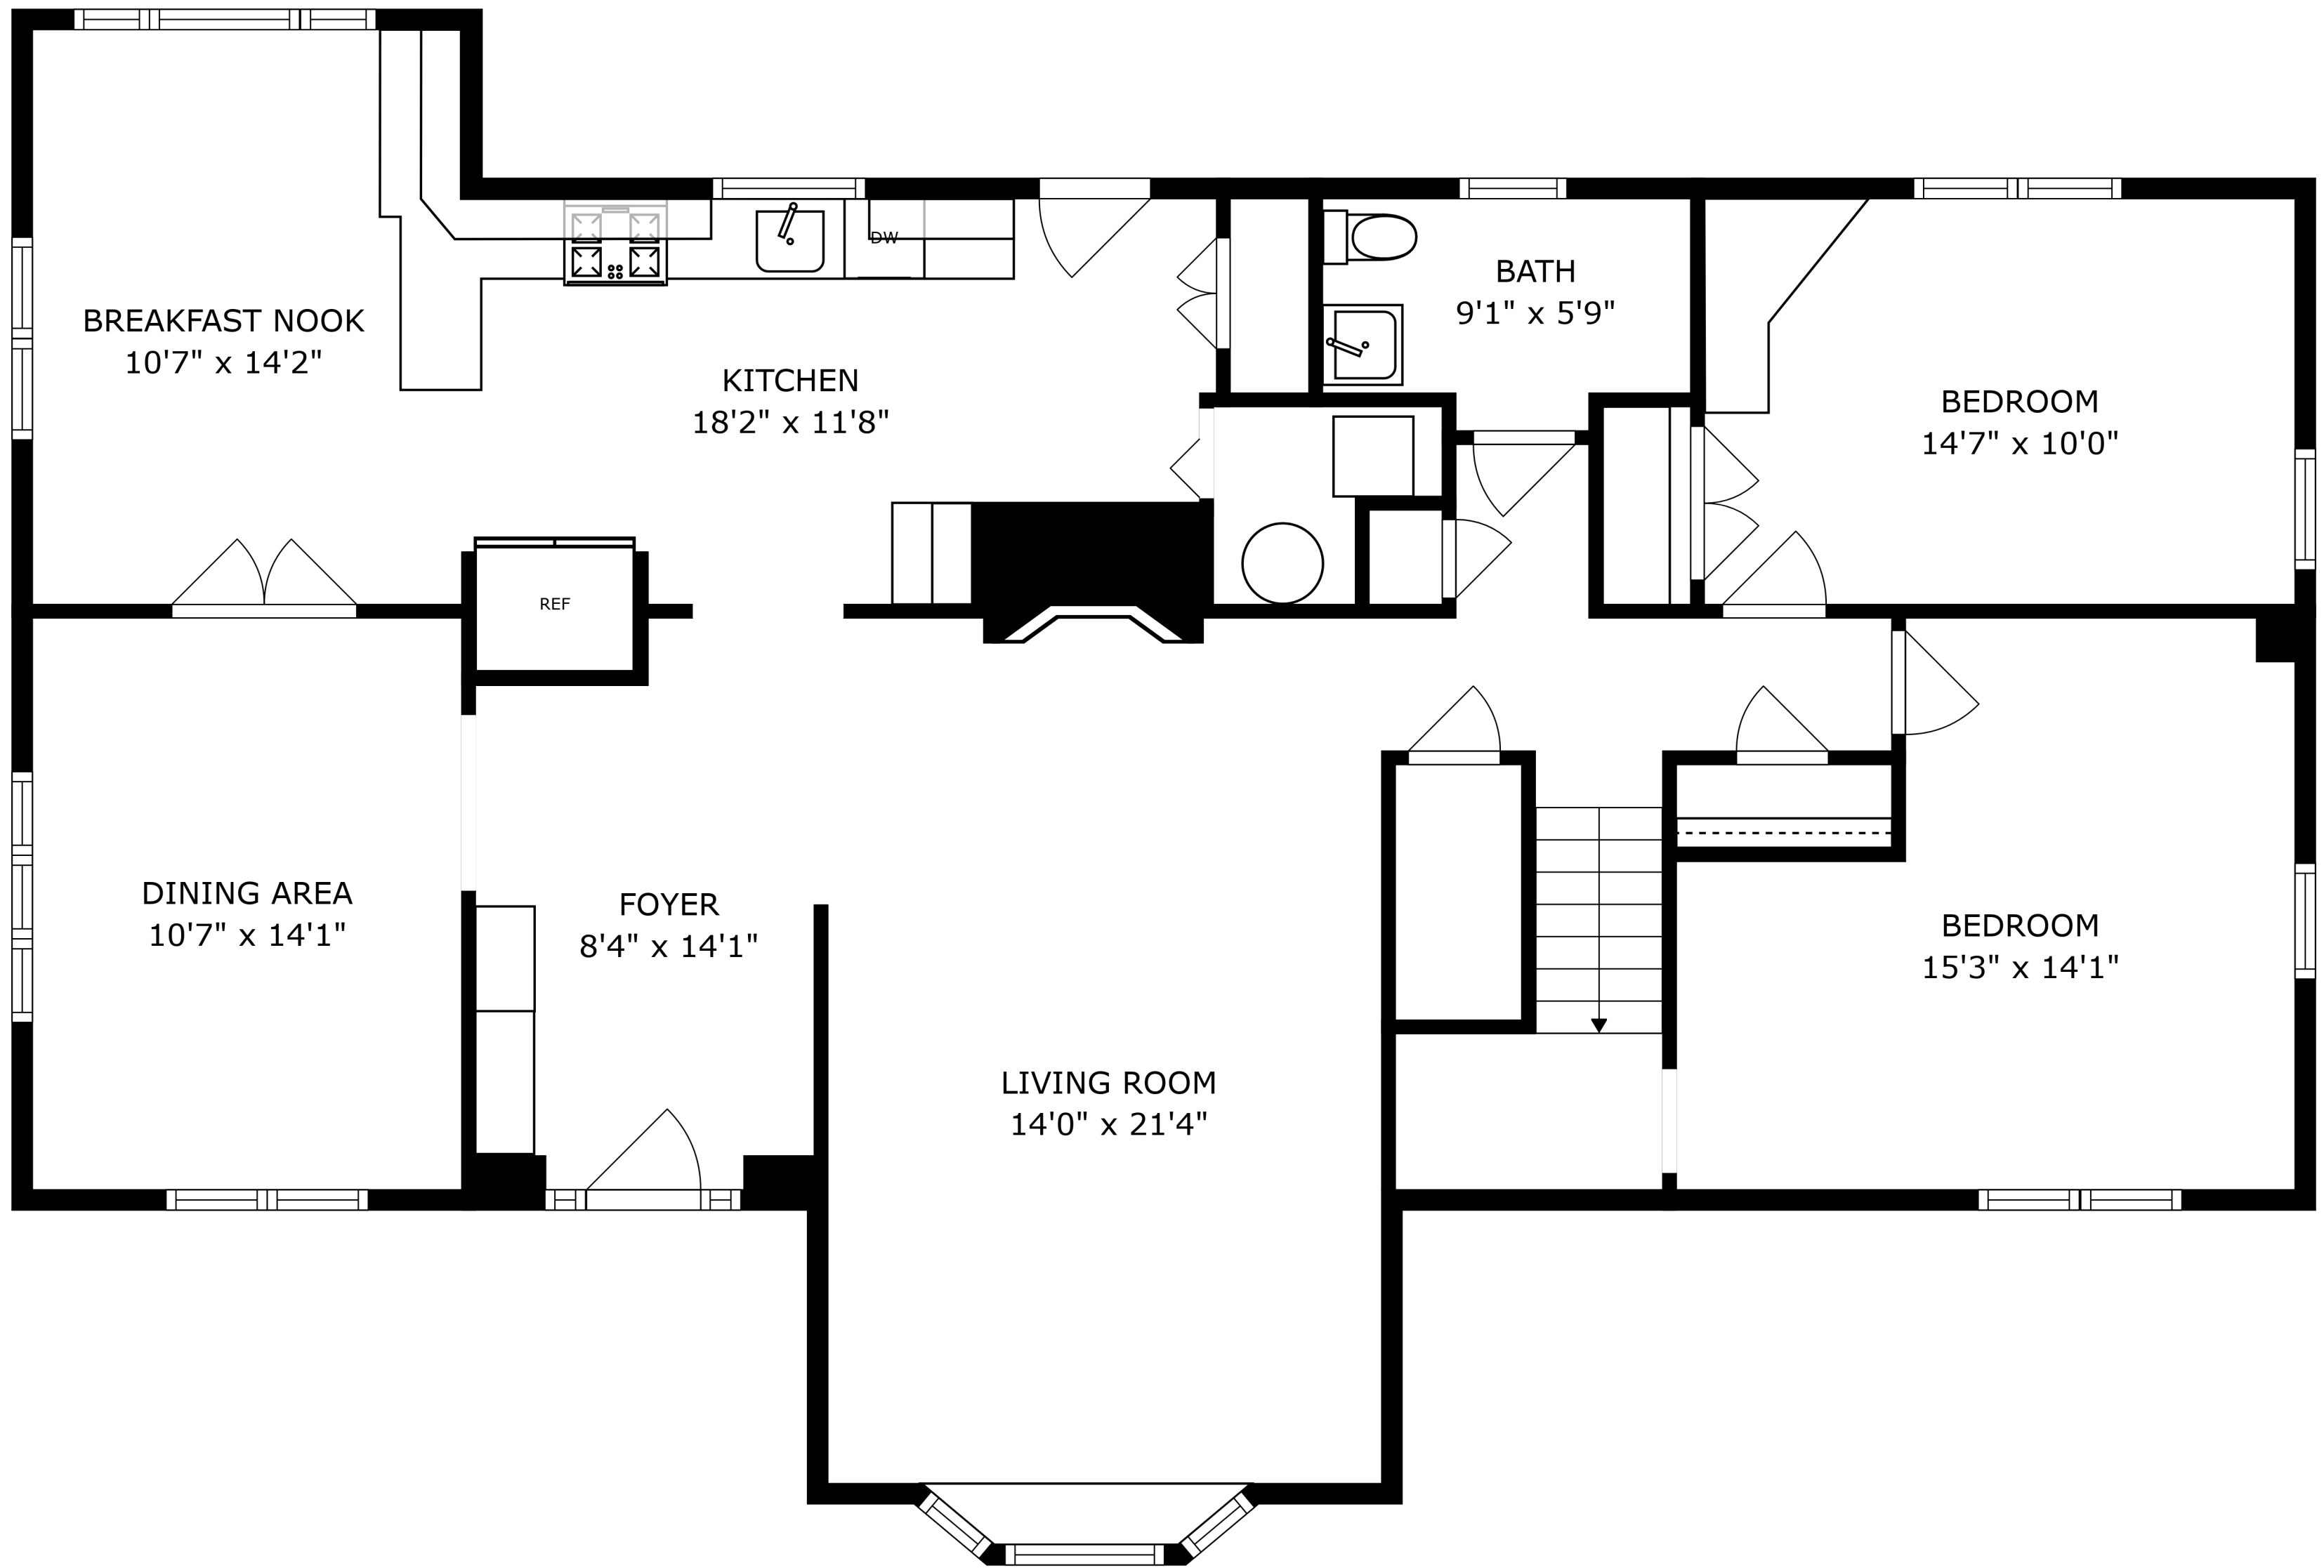 BREAKFAST NOOK
10'7" x 14'2"
DW
KITCHEN
18'2" x 11'8"
BATH
9'1" x 5'9"
BEDROOM
14'7" x 10'0"
REF
DINING AREA
10'7" x 14'1"
FOYER
8'4" x 14'1"
LIVING ROOM
14'0" x 21'4"
BEDROOM
15'3" x 14'1"